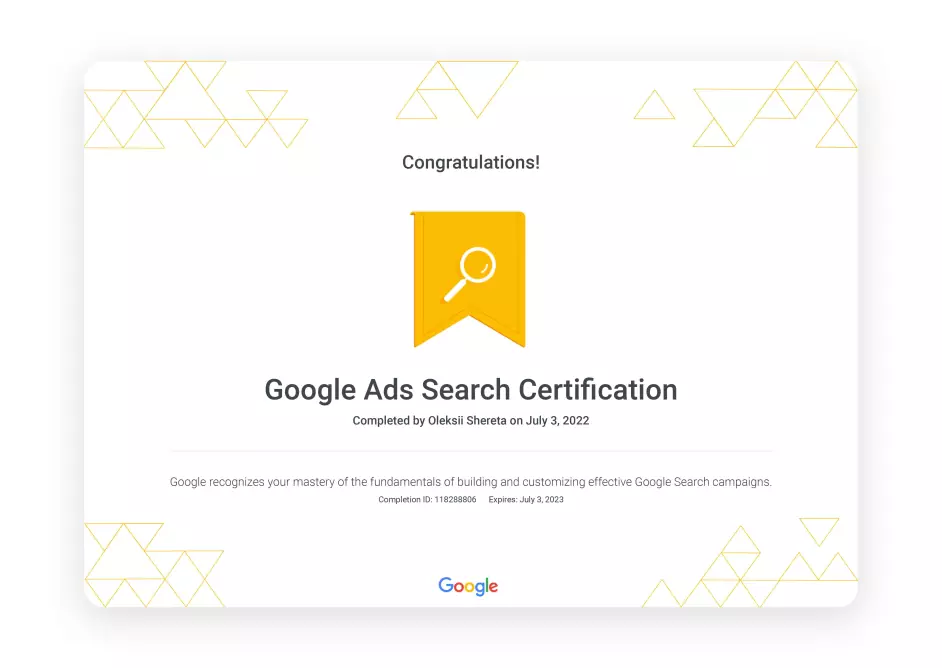 Congratulations!
Google Ads Search Certification
Completed by Oleksii Shereta on July 3, 2022
Google recognizes your mastery of the fundamentals of building and customizing effective Google Search campaigns.
Completion ID: 118288806 Expires: July 3, 2023
Google